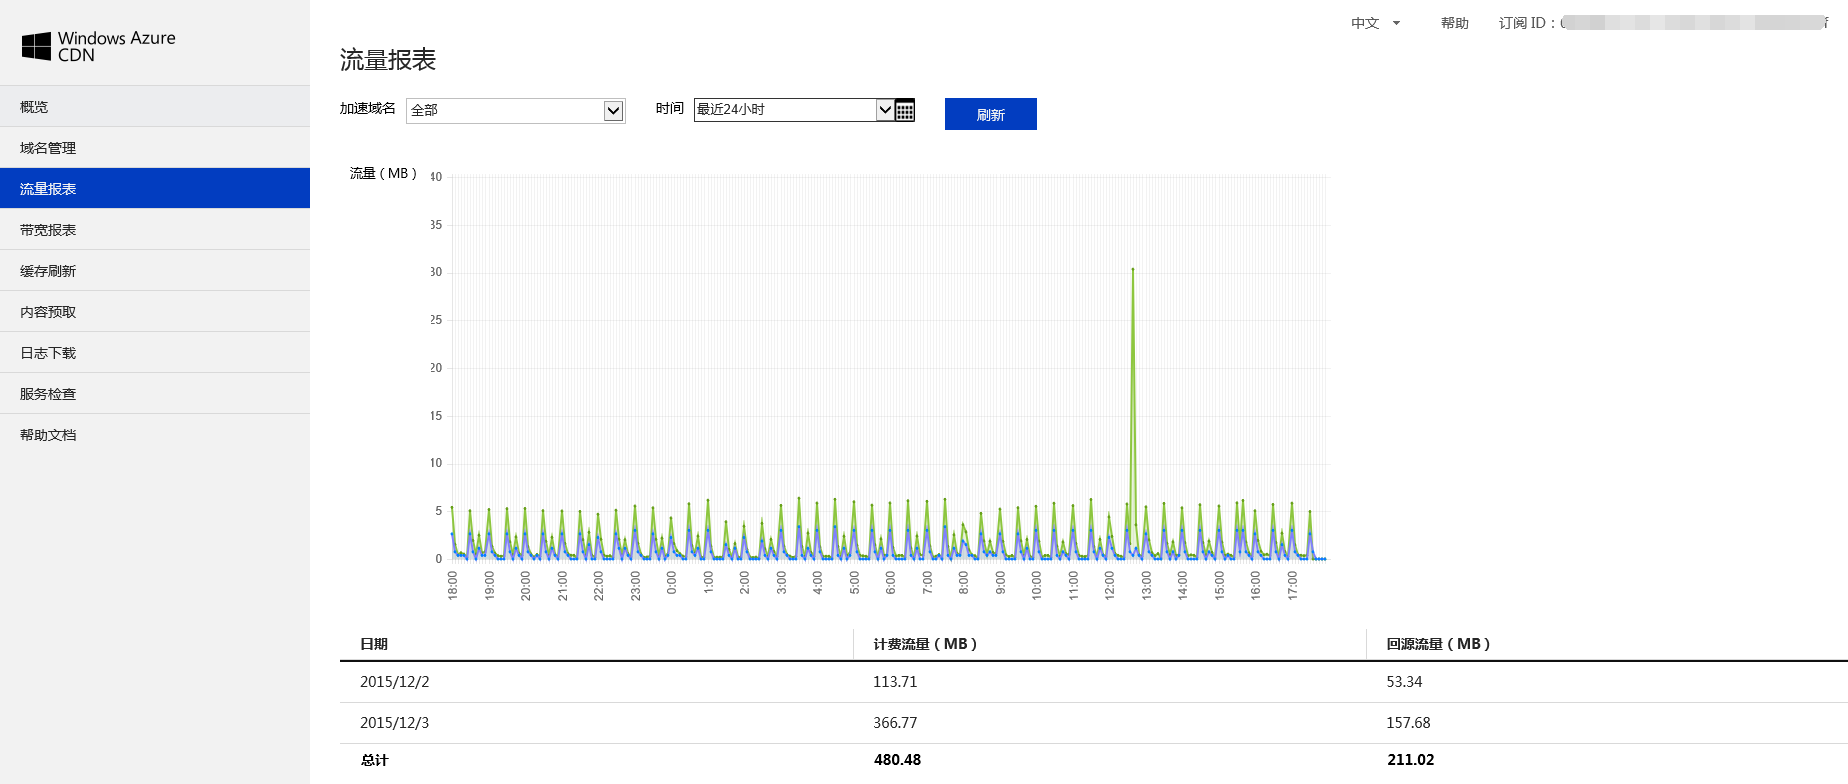 Windows Azure
CDN
中文
帮助
订阅 ID：
概览
域名管理
流量报表
带宽报表
缓存刷新
内容预取
日志下载
服务检查
帮助文档
流量报表
加速域名 全部
时间 最近24小时
刷新
流量 ( MB )
40
35
30
25
20
15
10
5
0
18:00 19:00 20:00 21:00 22:00 23:00 0:00 1:00 2:00 3:00 4:00 5:00 6:00 7:00 8:00 9:00 10:00 11:00 12:00 13:00 14:00 15:00 16:00 17:00
日期 计费流量 ( MB ) 回源流量 ( MB )
2015/12/2 113.71 53.34
2015/12/3 366.77 157.68
总计 480.48 211.02